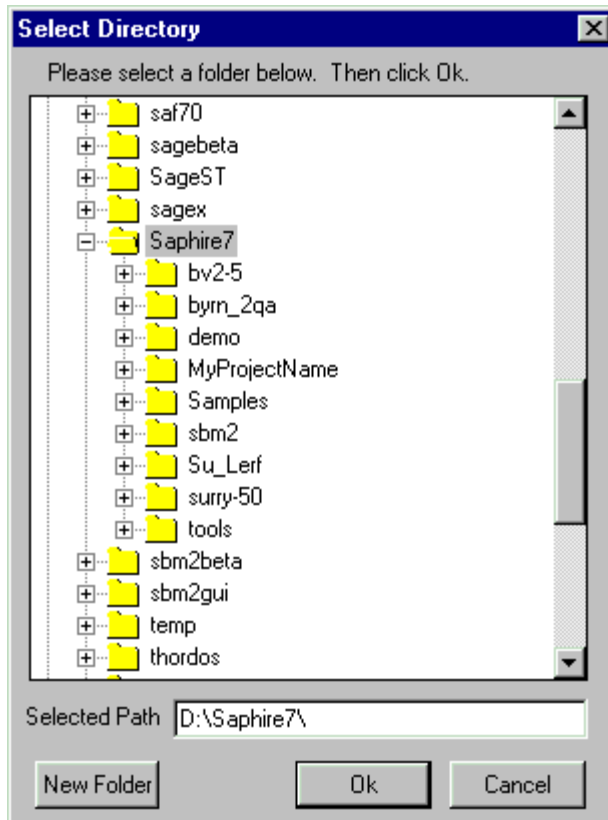 Select Directory
Please select a folder below. Then click Ok.
saf70
sagebeta
SageST
sagex
Saphire7
bv2-5
byrn_2qa
demo
MyProjectName
Samples
sbm2
Su_Lerf
surry-50
tools
sbm2beta
sbm2gui
temp
thordos
Selected Path D:\Saphire7\
New Folder Ok Cancel